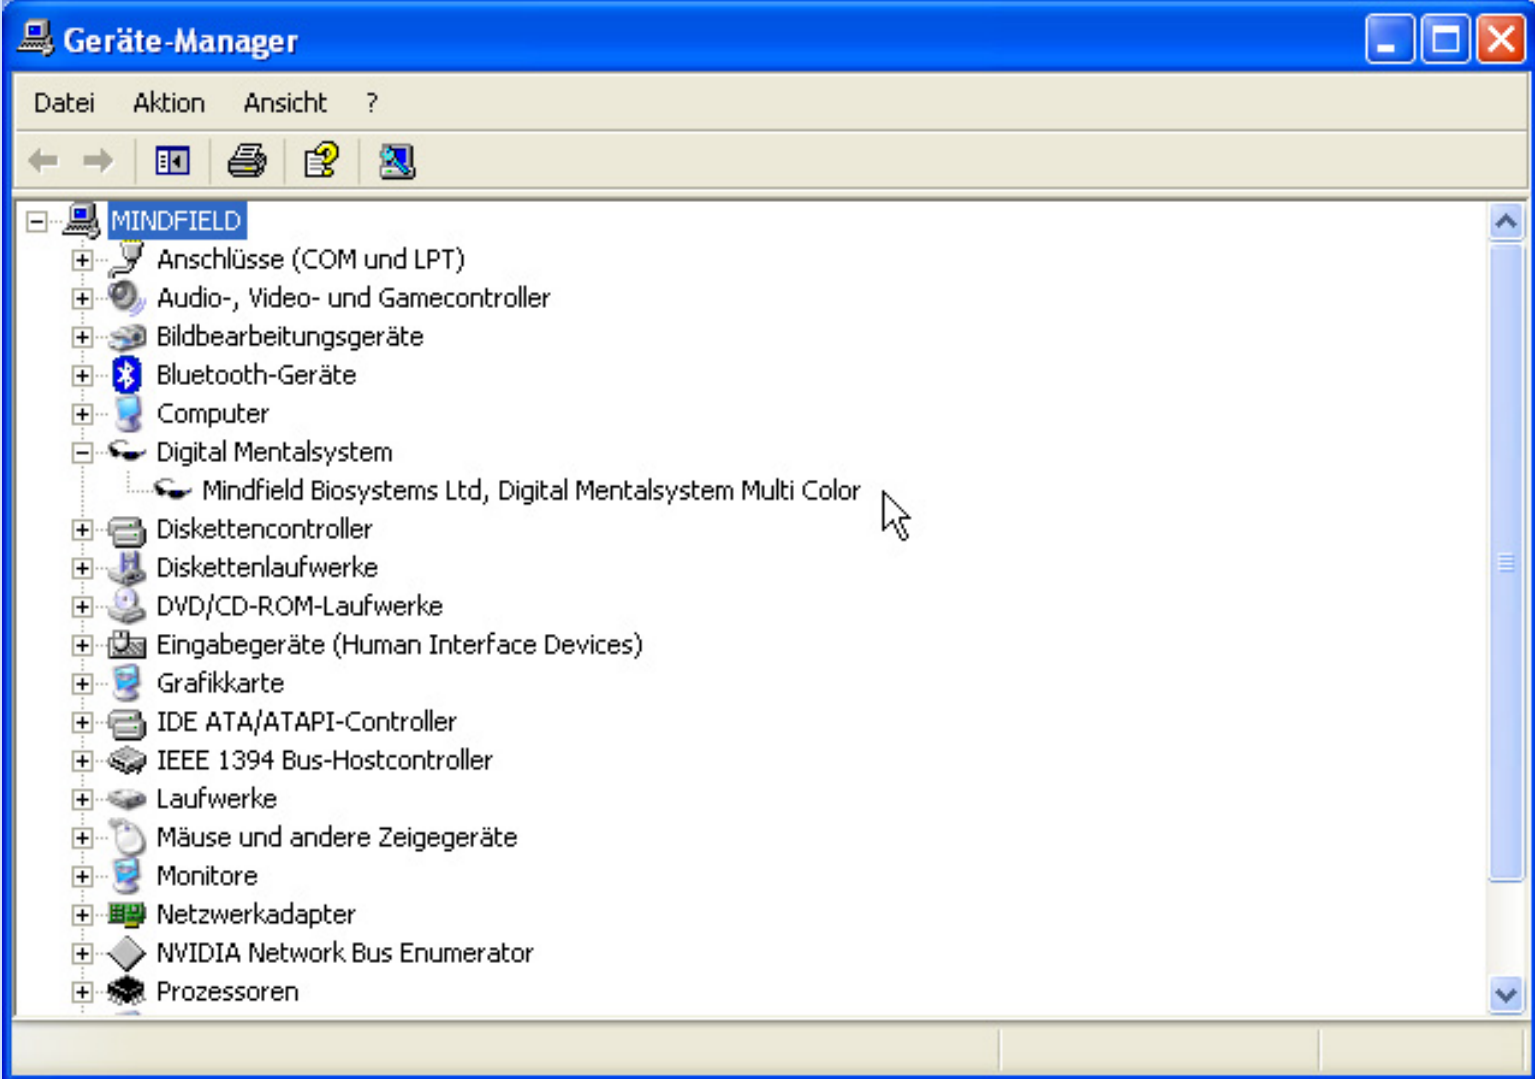 Geräte-Manager
Datei Aktion Ansicht ?
MINDFIELD
Anschlüsse (COM und LPT)
Audio-, Video- und Gamecontroller
Bildbearbeitungsgeräte
Bluetooth-Geräte
Computer
Digital Mentalsystem
Mindfield Biosystems Ltd, Digital Mentalsystem Multi Color
Diskettencontroller
Diskettenlaufwerke
DVD/CD-ROM-Laufwerke
Eingabegeräte (Human Interface Devices)
Grafikkarte
IDE ATA/ATAPI-Controller
IEEE 1394 Bus-Hostcontroller
Laufwerke
Mäuse und andere Zeigegeräte
Monitore
Netzwerkadapter
NVIDIA Network Bus Enumerator
Prozessoren